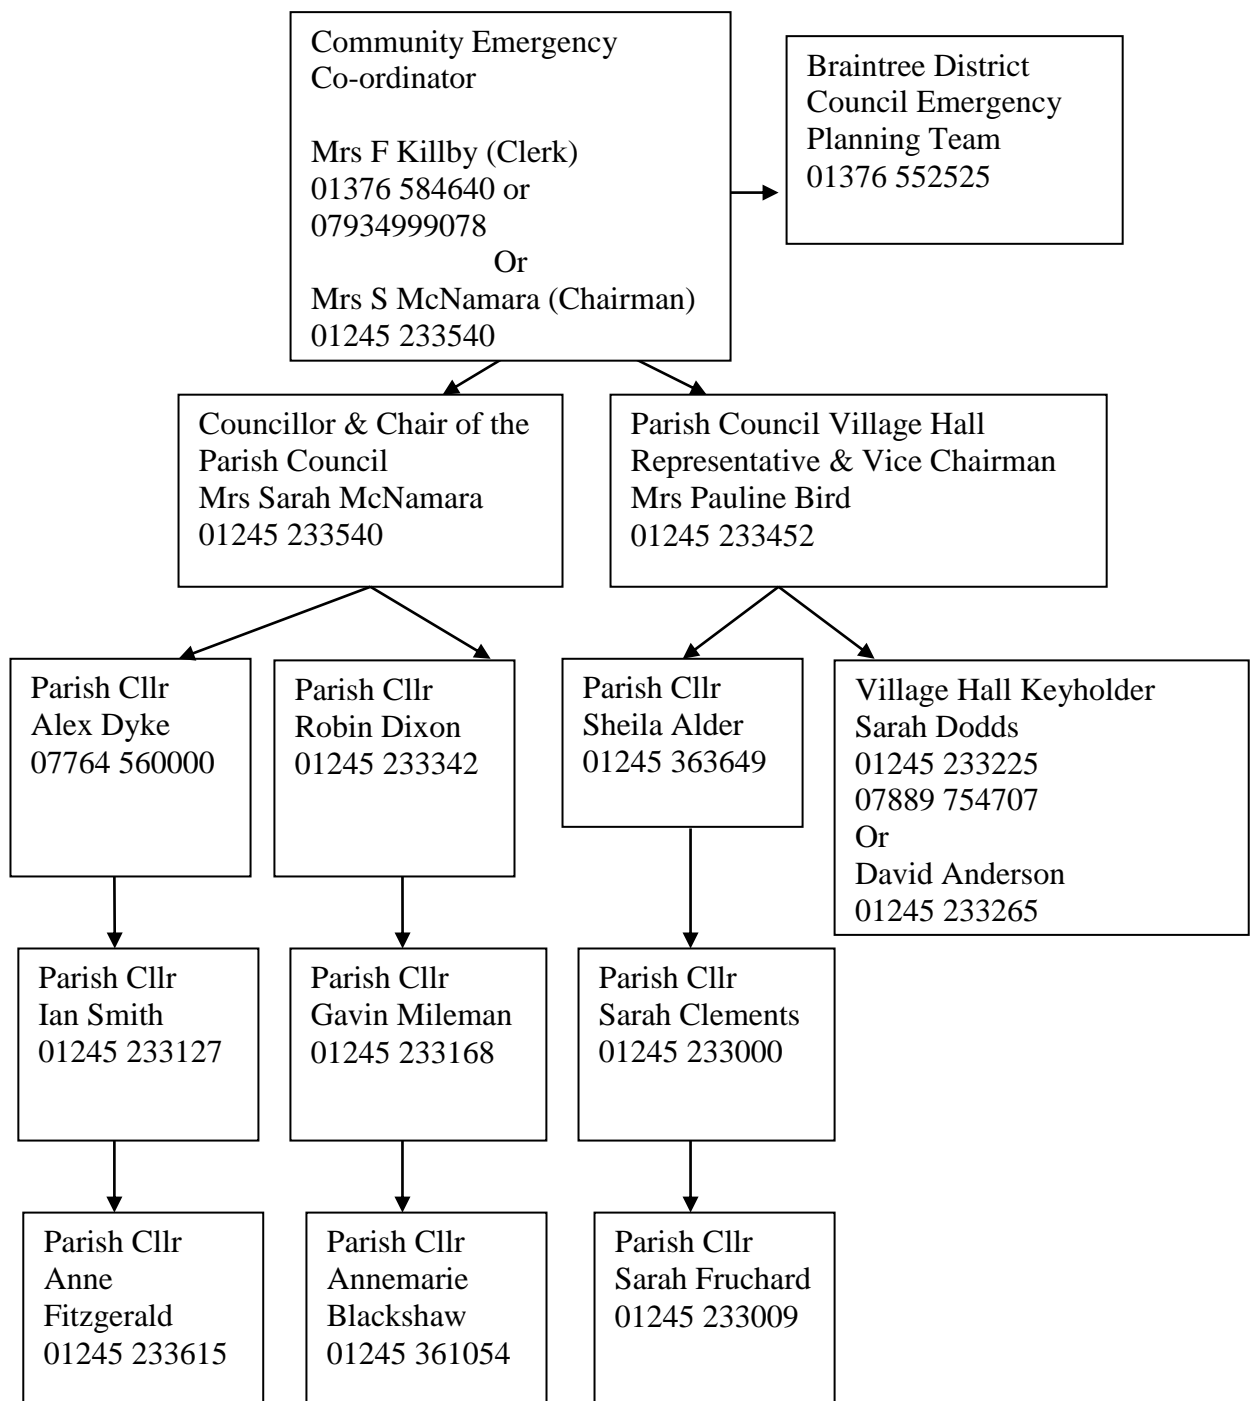 Community Emergency
Co-ordinator
Mrs F Killby (Clerk)
01376 584640 or
07934999078
Or
Mrs S McNamara (Chairman)
01245 233540
Braintree District
Council Emergency
Planning Team
01376 552525
Councillor & Chair of the
Parish Council
Mrs Sarah McNamara
01245 233540
Parish Council Village Hall
Representative & Vice Chairman
Mrs Pauline Bird
01245 233452
Parish Cllr
Alex Dyke
07764 560000
Parish Cllr
Robin Dixon
01245 233342
Parish Cllr
Sheila Alder
01245 363649
Village Hall Keyholder
Sarah Dodds
01245 233225
07889 754707
Or
David Anderson
01245 233265
Parish Cllr
Ian Smith
01245 233127
Parish Cllr
Gavin Mileman
01245 233168
Parish Cllr
Sarah Clements
01245 233000
Parish Cllr
Anne
Fitzgerald
01245 233615
Parish Cllr
Annemarie
Blackshaw
01245 361054
Parish Cllr
Sarah Fruchard
01245 233009